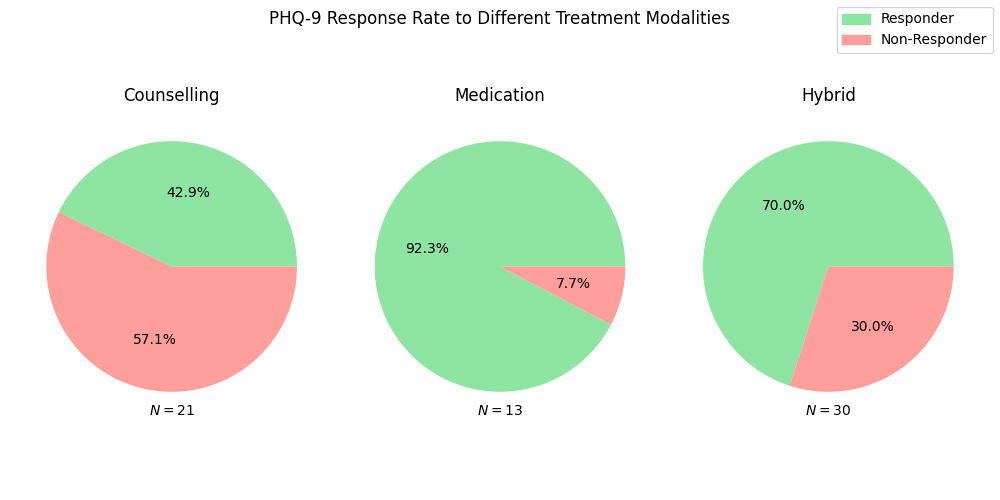 PHQ-9 Response Rate to Different Treatment Modalities
Responder
Non-Responder
Counselling
Medication
Hybrid
42.9%
57.1%
N = 21
92.3%
7.7%
N = 13
70.0%
30.0%
N = 30